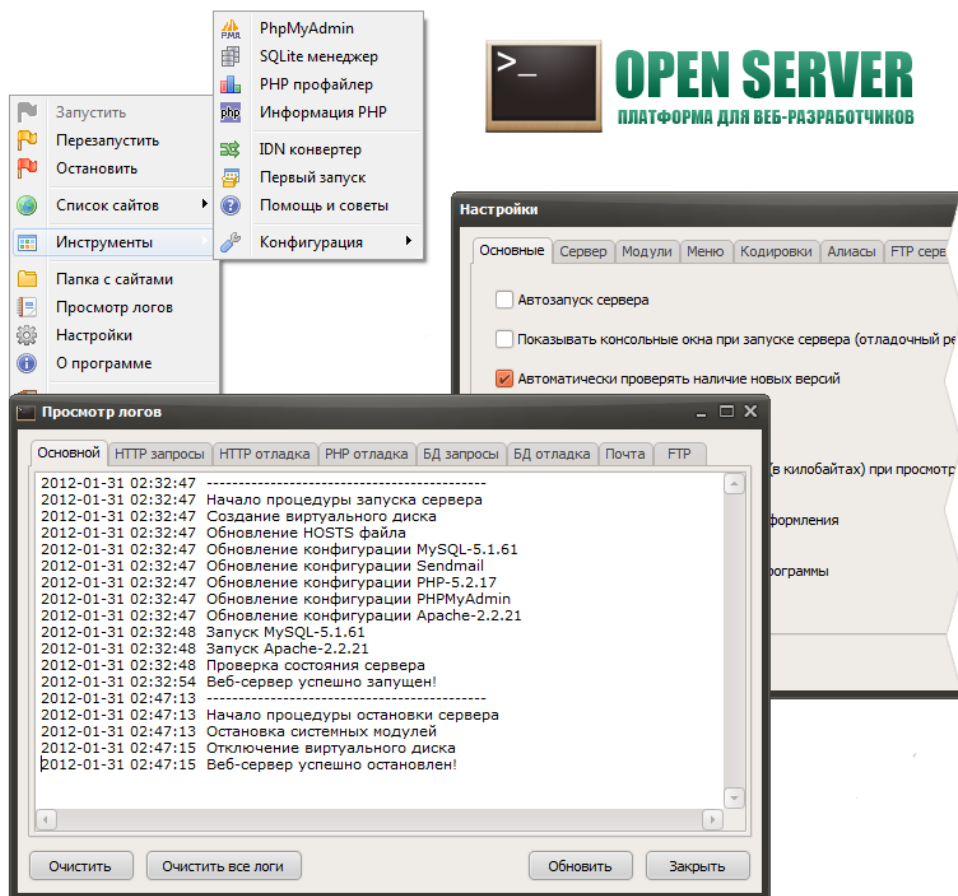 PhpMyAdmin
SQLite менеджер
PHP профайлер
php Информация PHP
IDN конвертер
Первый запуск
Помощь и советы
Конфигурация
PMA
>_
OPEN SERVER
ПЛАТФОРМА ДЛЯ ВЕБ-РАЗРАБОТЧИКОВ
Запустить
Перезапустить
Остановить
Список сайтов
Инструменты
Папка с сайтами
Просмотр логов
Настройки
О программе
Настройки
Основные Сервер Модули Меню Кодировки Алиасы FTP серв
Автозапуск сервера
Показывать консольные окна при запуске сервера (отладочный ре
Автоматически проверять наличие новых версий
(в килобайтах) при просмотр
формления
рограммы
Просмотр логов
Основной HTTP запросы HTTP отладка PHP отладка БД запросы БД отладка Почта FTP
2012-01-31 02:32:47 -------------------------------------------
2012-01-31 02:32:47 Начало процедуры запуска сервера
2012-01-31 02:32:47 Создание виртуального диска
2012-01-31 02:32:47 Обновление HOSTS файла
2012-01-31 02:32:47 Обновление конфигурации MySQL-5.1.61
2012-01-31 02:32:47 Обновление конфигурации Sendmail
2012-01-31 02:32:47 Обновление конфигурации PHP-5.2.17
2012-01-31 02:32:47 Обновление конфигурации PHPMyAdmin
2012-01-31 02:32:47 Обновление конфигурации Apache-2.2.21
2012-01-31 02:32:48 Запуск MySQL-5.1.61
2012-01-31 02:32:48 Запуск Apache-2.2.21
2012-01-31 02:32:48 Проверка состояния сервера
2012-01-31 02:32:54 Веб-сервер успешно запущен!
2012-01-31 02:47:13 -------------------------------------------
2012-01-31 02:47:13 Начало процедуры остановки сервера
2012-01-31 02:47:13 Остановка системных модулей
2012-01-31 02:47:15 Отключение виртуального диска
2012-01-31 02:47:15 Веб-сервер успешно остановлен!
Очистить Очистить все логи Обновить Закрыть